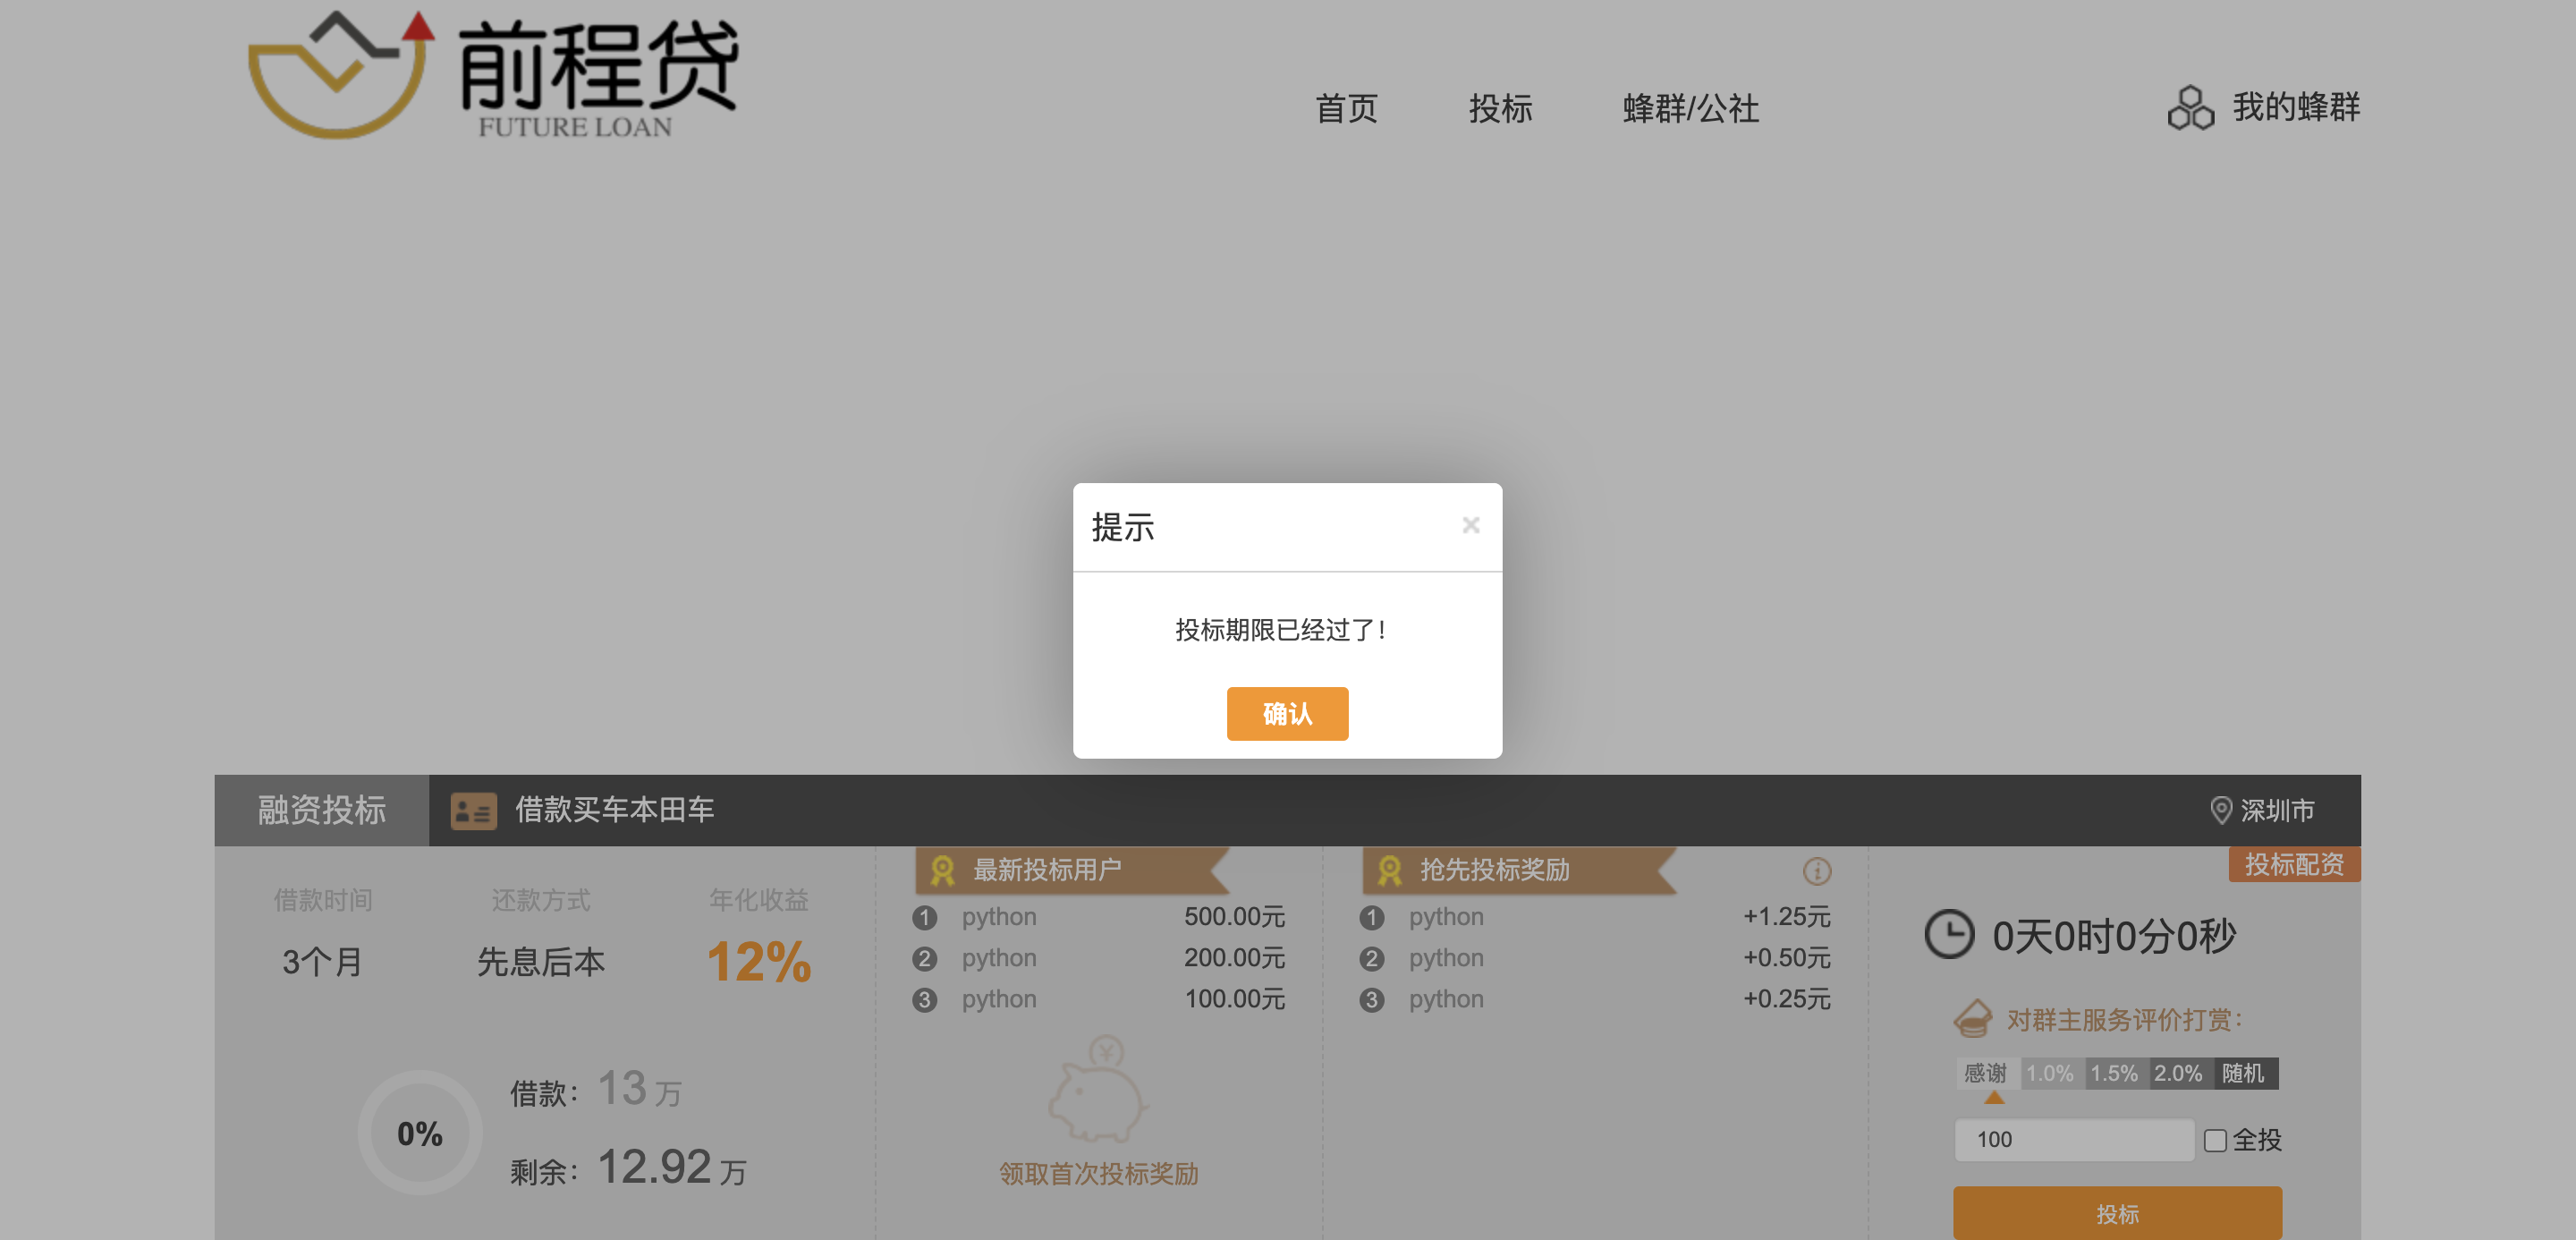 前程贷
FUTURE LOAN
首页 投标 蜂群/公社 我的蜂群
提示 ×
投标期限已经过了！
确认
融资投标 借款买车本田车 深圳市
投标配资
借款时间 还款方式 年化收益
3个月 先息后本 12%
0%
借款： 13 万
剩余： 12.92 万
最新投标用户
1 python 500.00元
2 python 200.00元
3 python 100.00元
¥
领取首次投标奖励
抢先投标奖励 i
1 python +1.25元
2 python +0.50元
3 python +0.25元
0天0时0分0秒
对群主服务评价打赏：
感谢 1.0% 1.5% 2.0% 随机
100 全投
投标